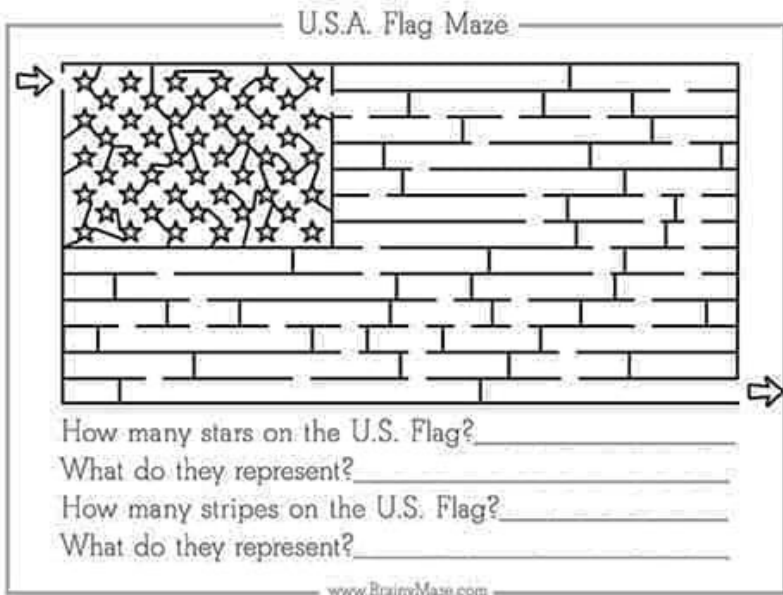 U.S.A. Flag Maze
How many stars on the U.S. Flag?
What do they represent?
How many stripes on the U.S. Flag?
What do they represent?
www.BrainyMaze.com